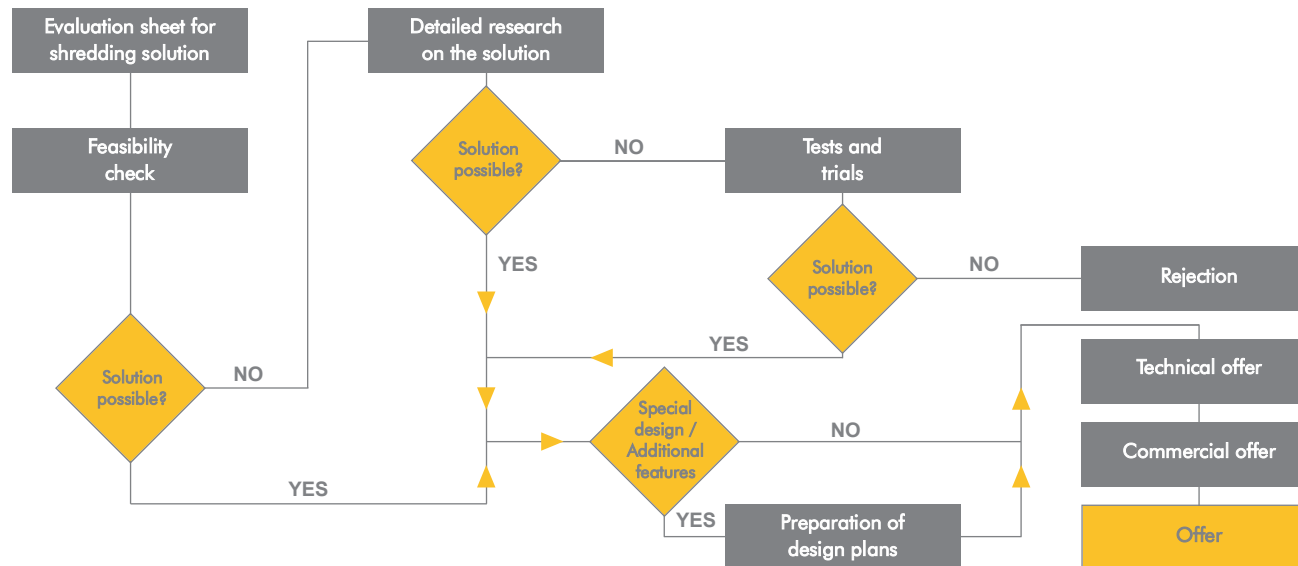 Evaluation sheet for
shredding solution
Detailed research
on the solution
Feasibility
check
Solution
possible?
NO
Tests and
trials
YES
Solution
possible?
NO
Rejection
YES
Solution
possible?
NO
Technical offer
Special
design /
Additional
features
NO
Commercial offer
YES
YES
Preparation of
design plans
Offer